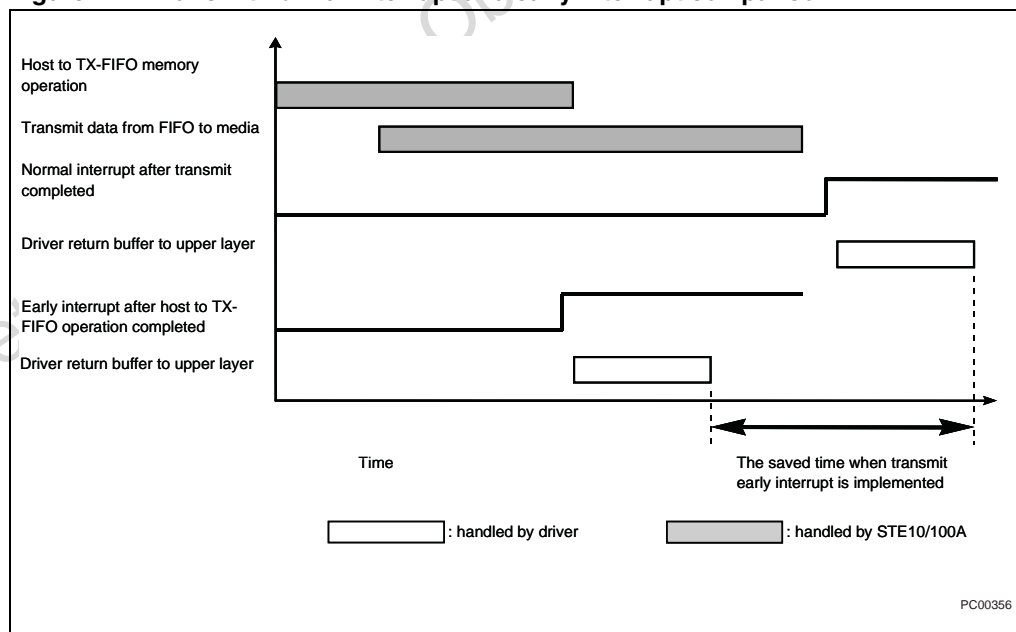 Host to TX-FIFO memory
operation
Transmit data from FIFO to media
Normal interrupt after transmit
completed
Driver return buffer to upper layer
Early interrupt after host to TX-
FIFO operation completed
Driver return buffer to upper layer
Time
The saved time when transmit
early interrupt is implemented
: handled by driver
: handled by STE10/100A
PC00356